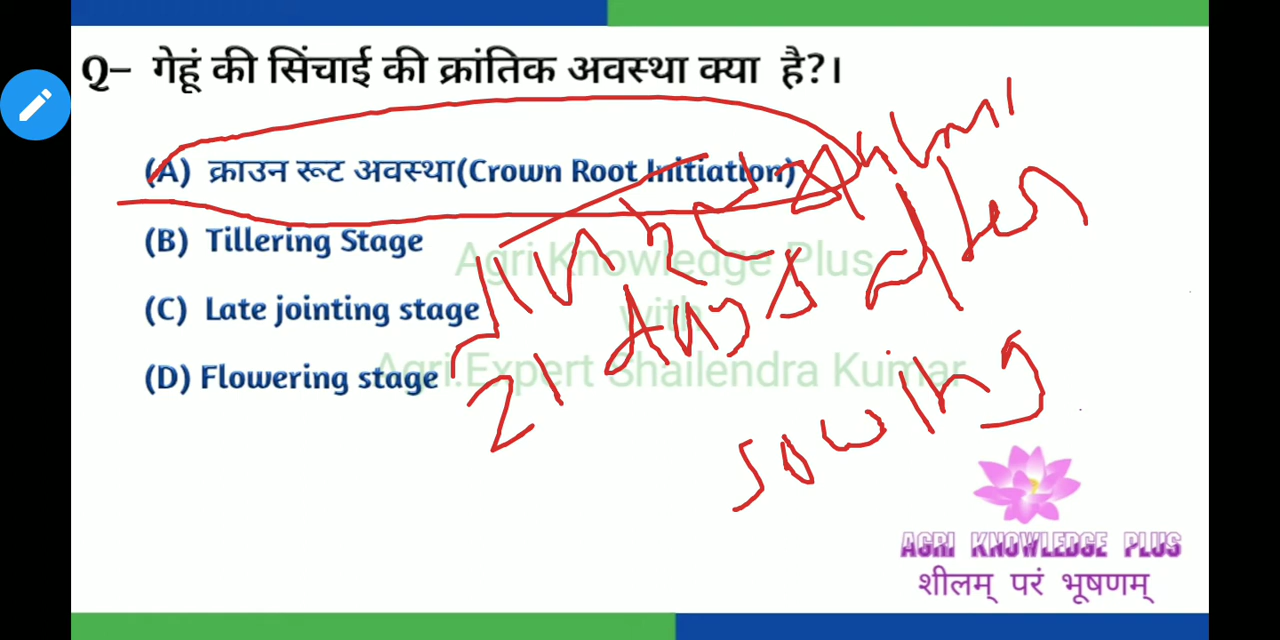 Q– गेहूं की सिंचाई की क्रांतिक अवस्था क्या है?।
(A) क्राउन रूट अवस्था(Crown Root Initiation)
(B) Tillering Stage
(C) Late jointing stage
(D) Flowering stage
Agri Knowledge Plus
with
Agri.Expert Shailendra Kumar
21 days after
sowing
AGRI KNOWLEDGE PLUS
शीलम् परं भूषणम्